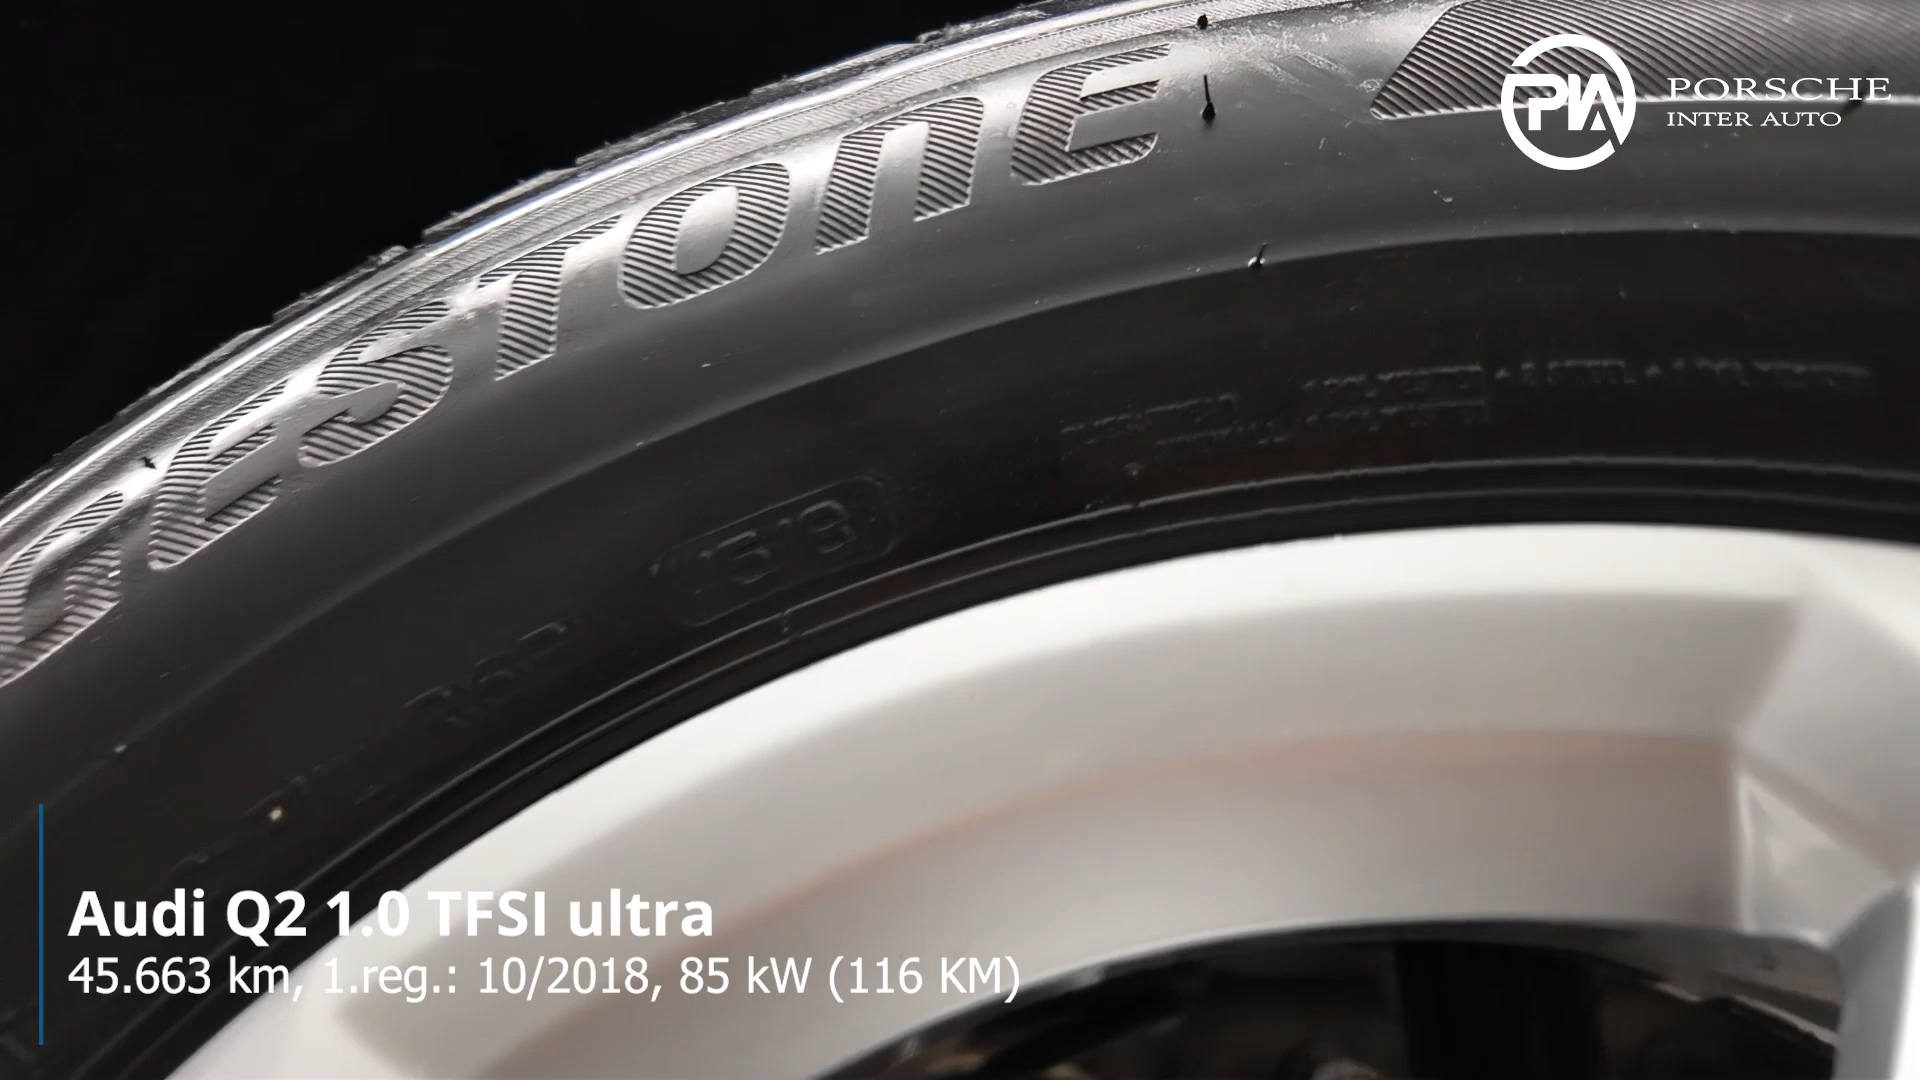 GESTONE
PIA PORSCHE
INTER AUTO
Audi Q2 1.0 TFSI ultra
45.663 km, 1.reg.: 10/2018, 85 kW (116 KM)